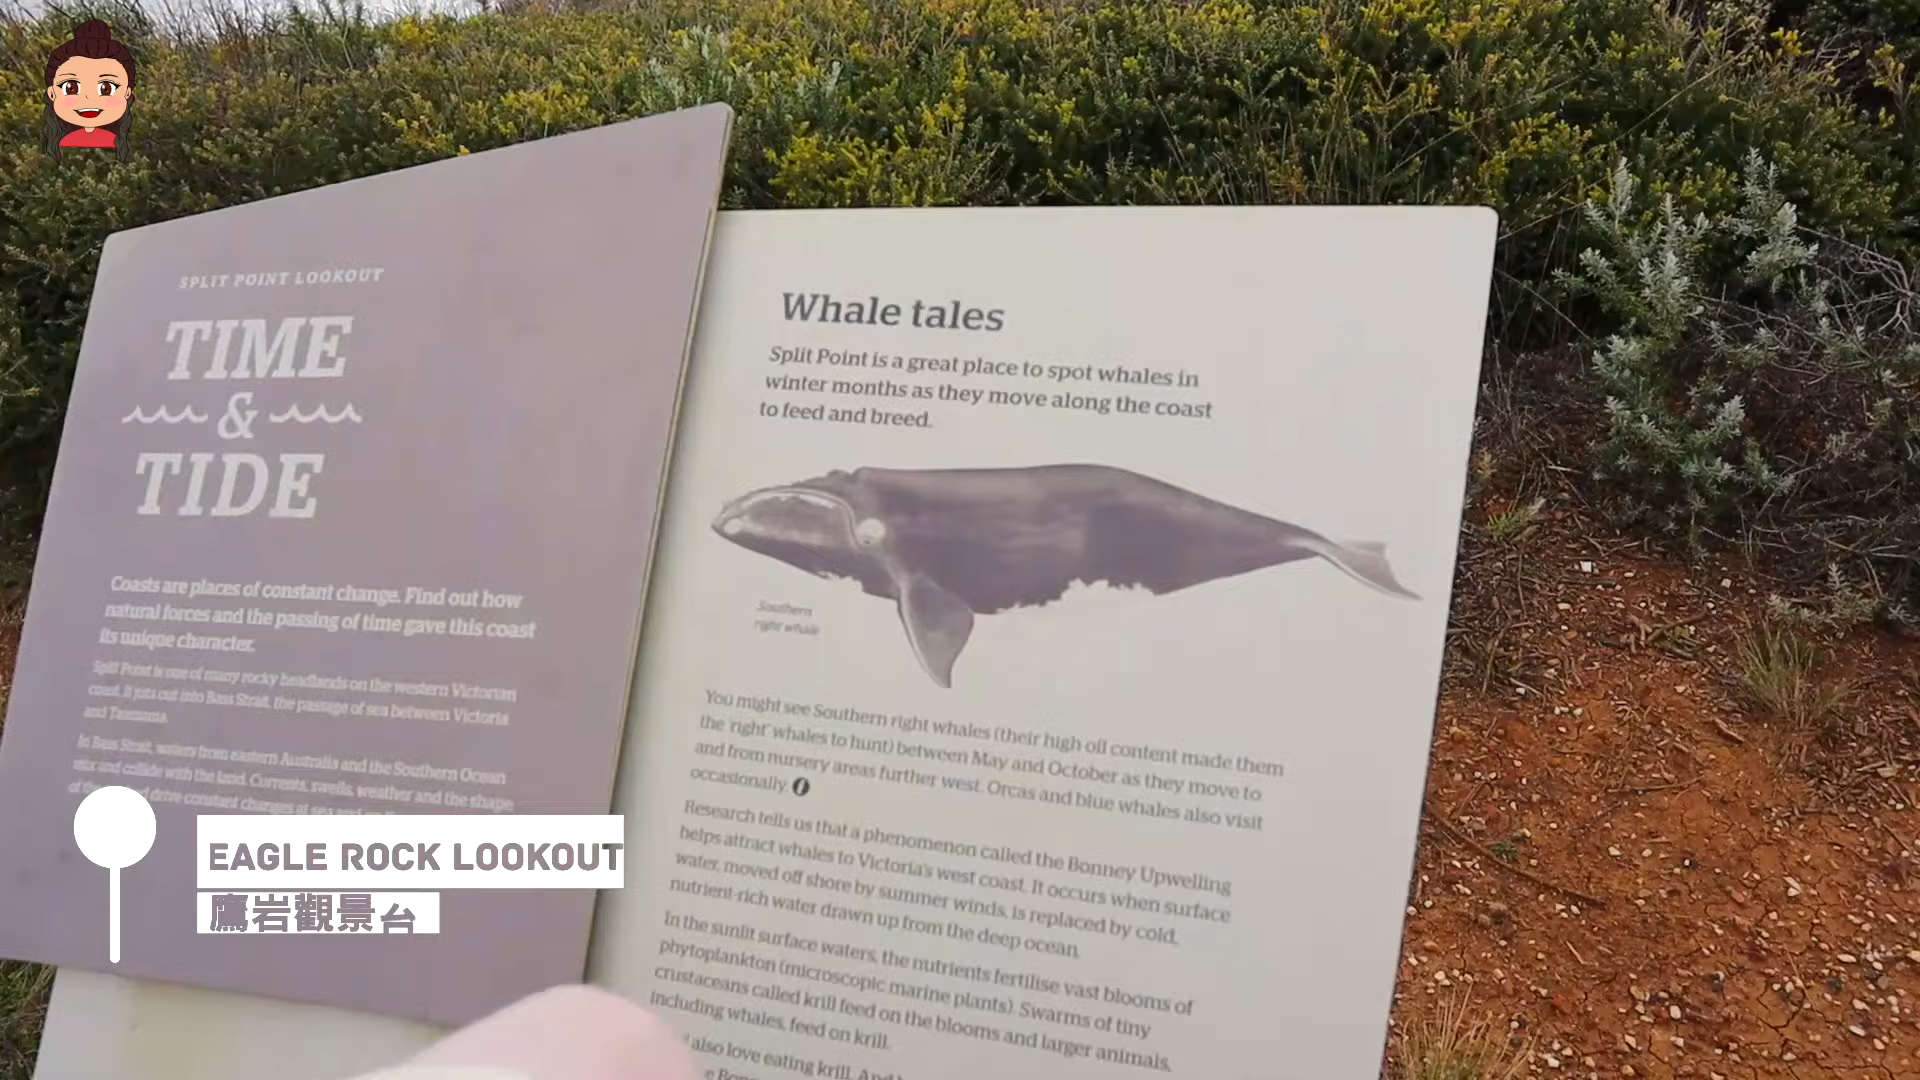 SPLIT POINT LOOKOUT
TIME
&
TIDE
Coasts are places of constant change. Find out how
natural forces and the passing of time gave this coast
its unique character.
Split Point is one of many rocky headlands on the western Victorian
coast. It juts out into Bass Strait, the passage of sea between Victoria
and Tasmania.
In Bass Strait, waters from eastern Australia and the Southern Ocean
mix and collide with the land. Currents, swells, weather and the shape
of the drive constant changes at sea and
Whale tales
Split Point is a great place to spot whales in
winter months as they move along the coast
to feed and breed.
Southern
right whale
You might see Southern right whales (their high oil content made them
the 'right' whales to hunt) between May and October as they move to
and from nursery areas further west. Orcas and blue whales also visit
occasionally.
Research tells us that a phenomenon called the Bonney Upwelling
helps attract whales to Victoria's west coast. It occurs when surface
water, moved off shore by summer winds, is replaced by cold,
nutrient-rich water drawn up from the deep ocean.
In the sunlit surface waters, the nutrients fertilise vast blooms of
phytoplankton (microscopic marine plants). Swarms of tiny
crustaceans called krill feed on the blooms and larger animals,
including whales, feed on krill.
also love eating krill. And
EAGLE ROCK LOOKOUT
鷹岩觀景台